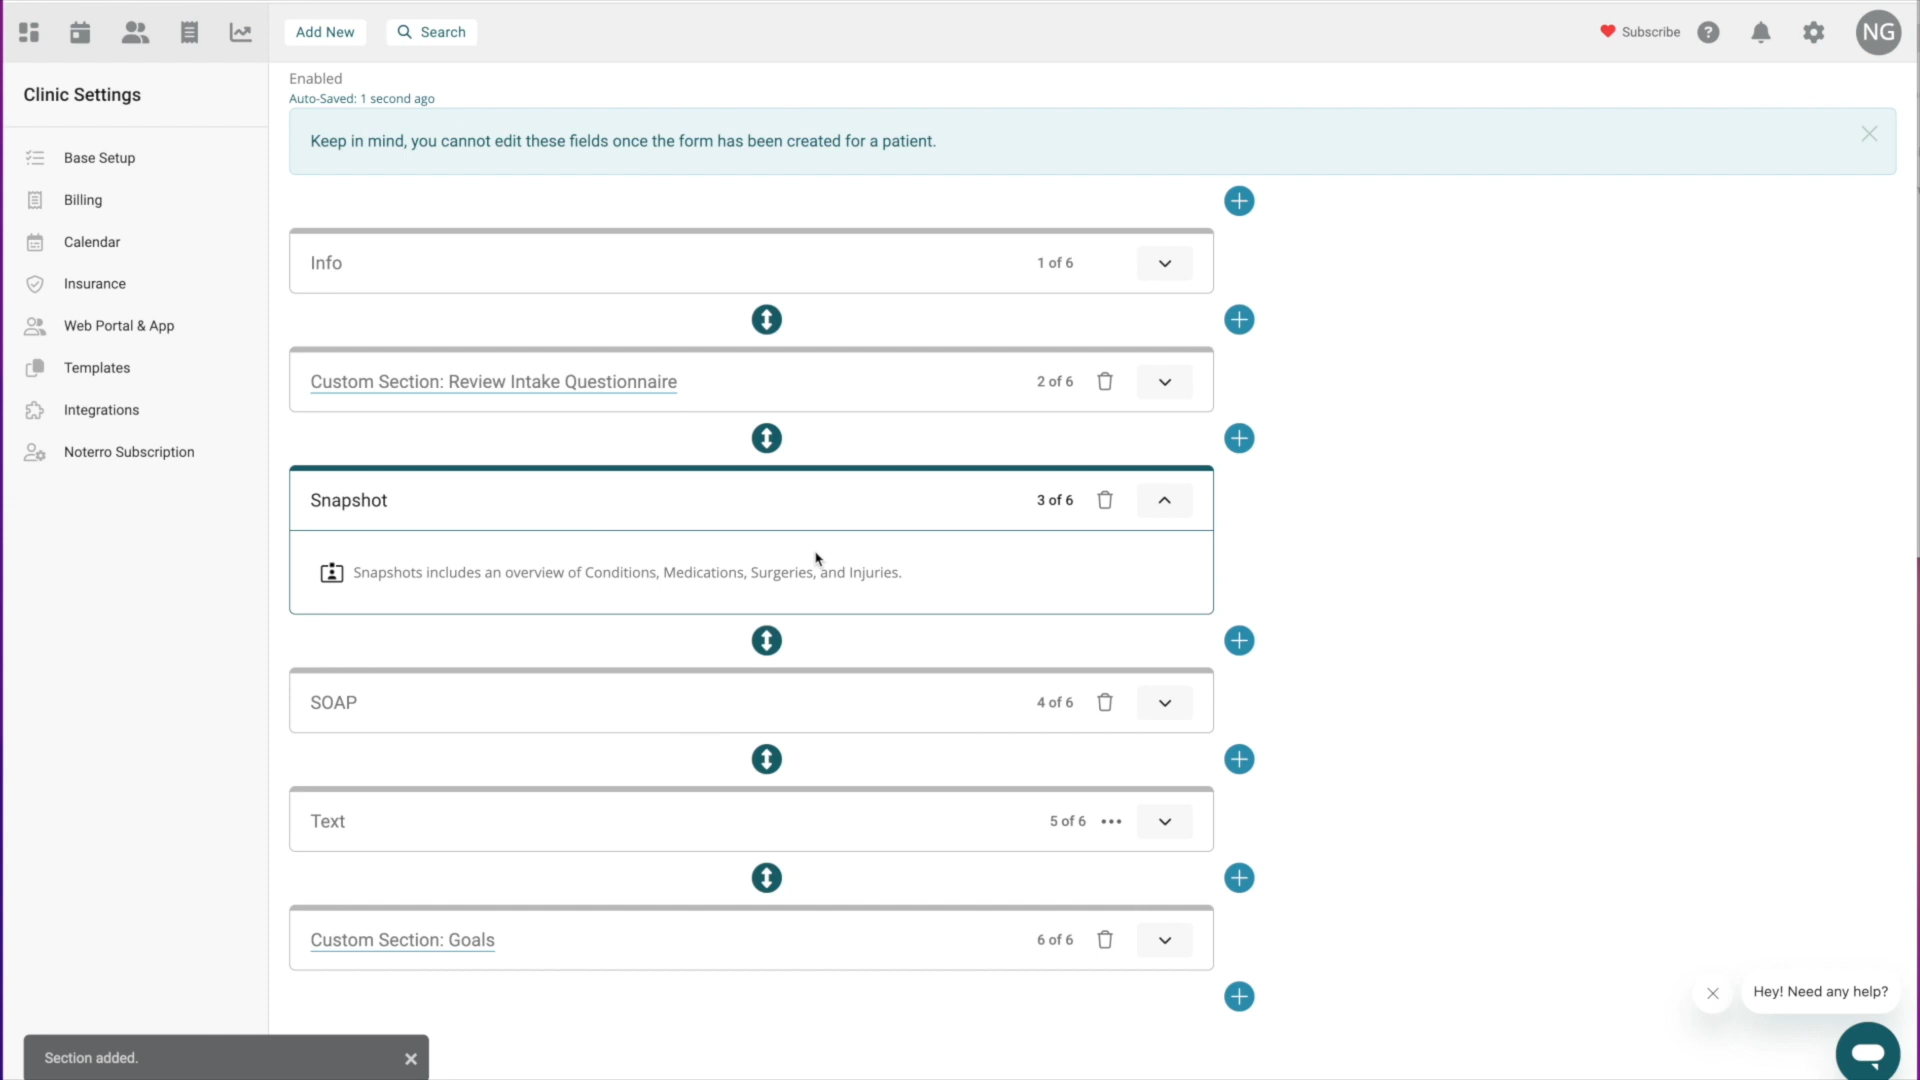 Add New
Search
Subscribe
?
NG
Clinic Settings
Base Setup
Billing
Calendar
Insurance
Web Portal & App
Templates
Integrations
Noterro Subscription
Enabled
Auto-Saved: 1 second ago
Keep in mind, you cannot edit these fields once the form has been created for a patient.
Info
1 of 6
Custom Section: Review Intake Questionnaire
2 of 6
Snapshot
3 of 6
Snapshots includes an overview of Conditions, Medications, Surgeries, and Injuries.
SOAP
4 of 6
Text
5 of 6
Custom Section: Goals
6 of 6
Hey! Need any help?
Section added.